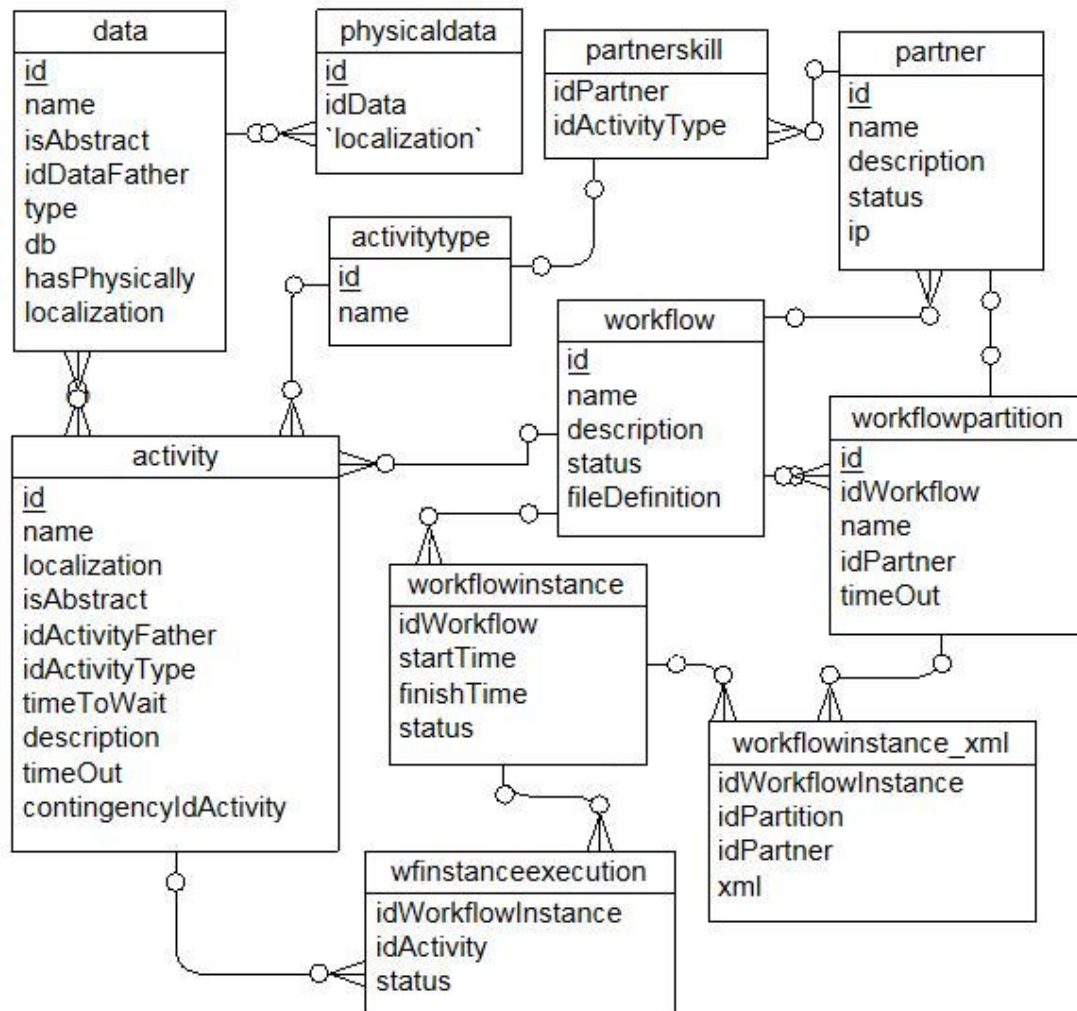 data
id
name
isAbstract
idDataFather
type
db
hasPhysically
localization
physicaldata
id
idData
`localization`
partnerskill
idPartner
idActivityType
partner
id
name
description
status
ip
activitytype
id
name
workflow
id
name
description
status
fileDefinition
workflowpartition
id
idWorkflow
name
idPartner
timeOut
activity
id
name
localization
isAbstract
idActivityFather
idActivityType
timeToWait
description
timeOut
contingencyIdActivity
workflowinstance
idWorkflow
startTime
finishTime
status
workflowinstance_xml
idWorkflowInstance
idPartition
idPartner
xml
wfinstanceexecution
idWorkflowInstance
idActivity
status